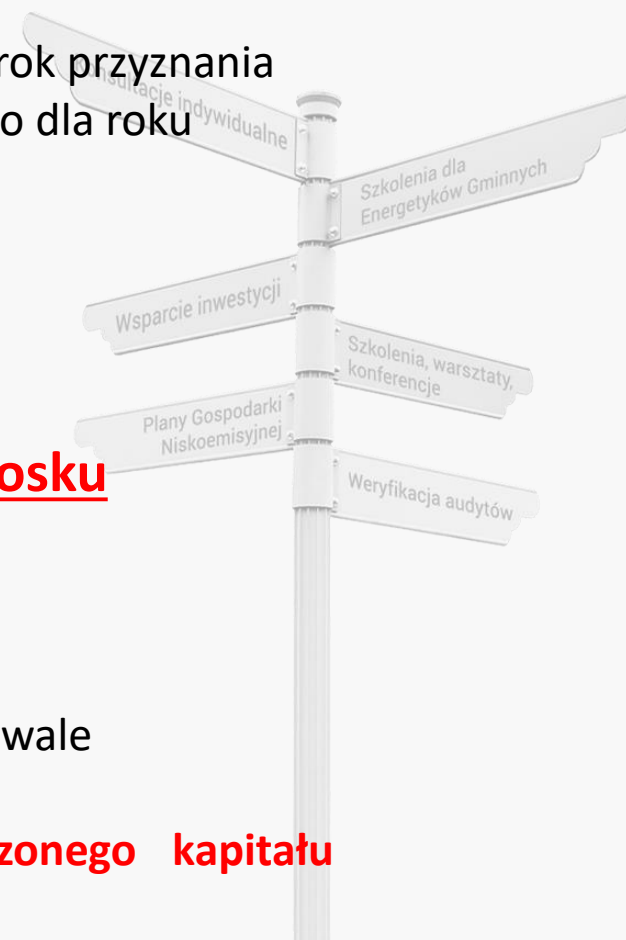 rok przyznania
o dla roku
Konsultacje indywidualne
Szkolenia dla
Energetyków Gminnych
Wsparcie inwestycji
Szkolenia, warsztaty,
konferencje
Plany Gospodarki
Niskoemisyjnej
osku
Weryfikacja audytów
wale
zonego kapitału